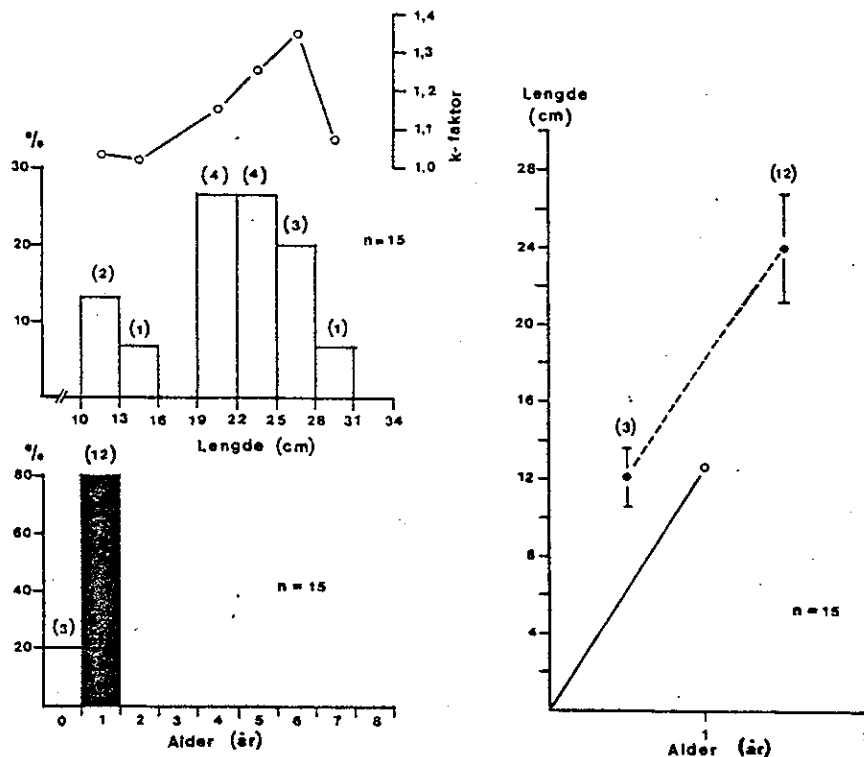 1,4
1,3
1,2
1,1
1,0
k-faktor
%
30
20
10
(2)
(1)
(4)
(4)
(3)
(1)
n=15
10 13 16 19 22 25 28 31 34
Lengde (cm)
%
80
60
40
20
(3)
(12)
n = 15
0 1 2 3 4 5 6 7 8
Alder (år)
Lengde
(cm)
28
24
20
16
12
8
4
(3)
(12)
n=15
1
Alder (år)